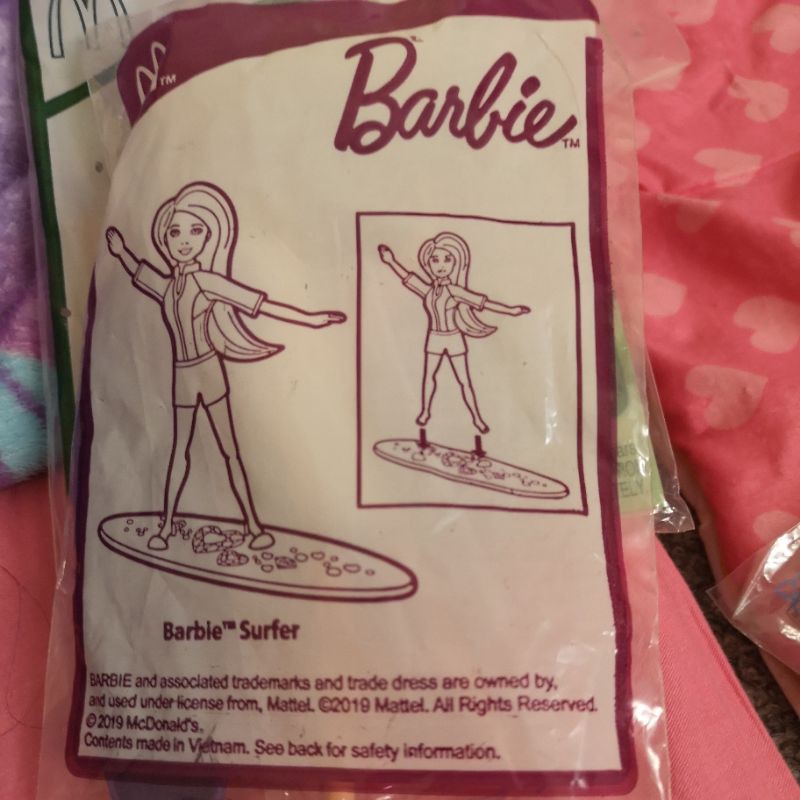 TM
Barbie™
Barbie™ Surfer
BARBIE and associated trademarks and trade dress are owned by,
and used under license from, Mattel. ©2019 Mattel. All Rights Reserved.
© 2019 McDonald's.
Contents made in Vietnam. See back for safety information.